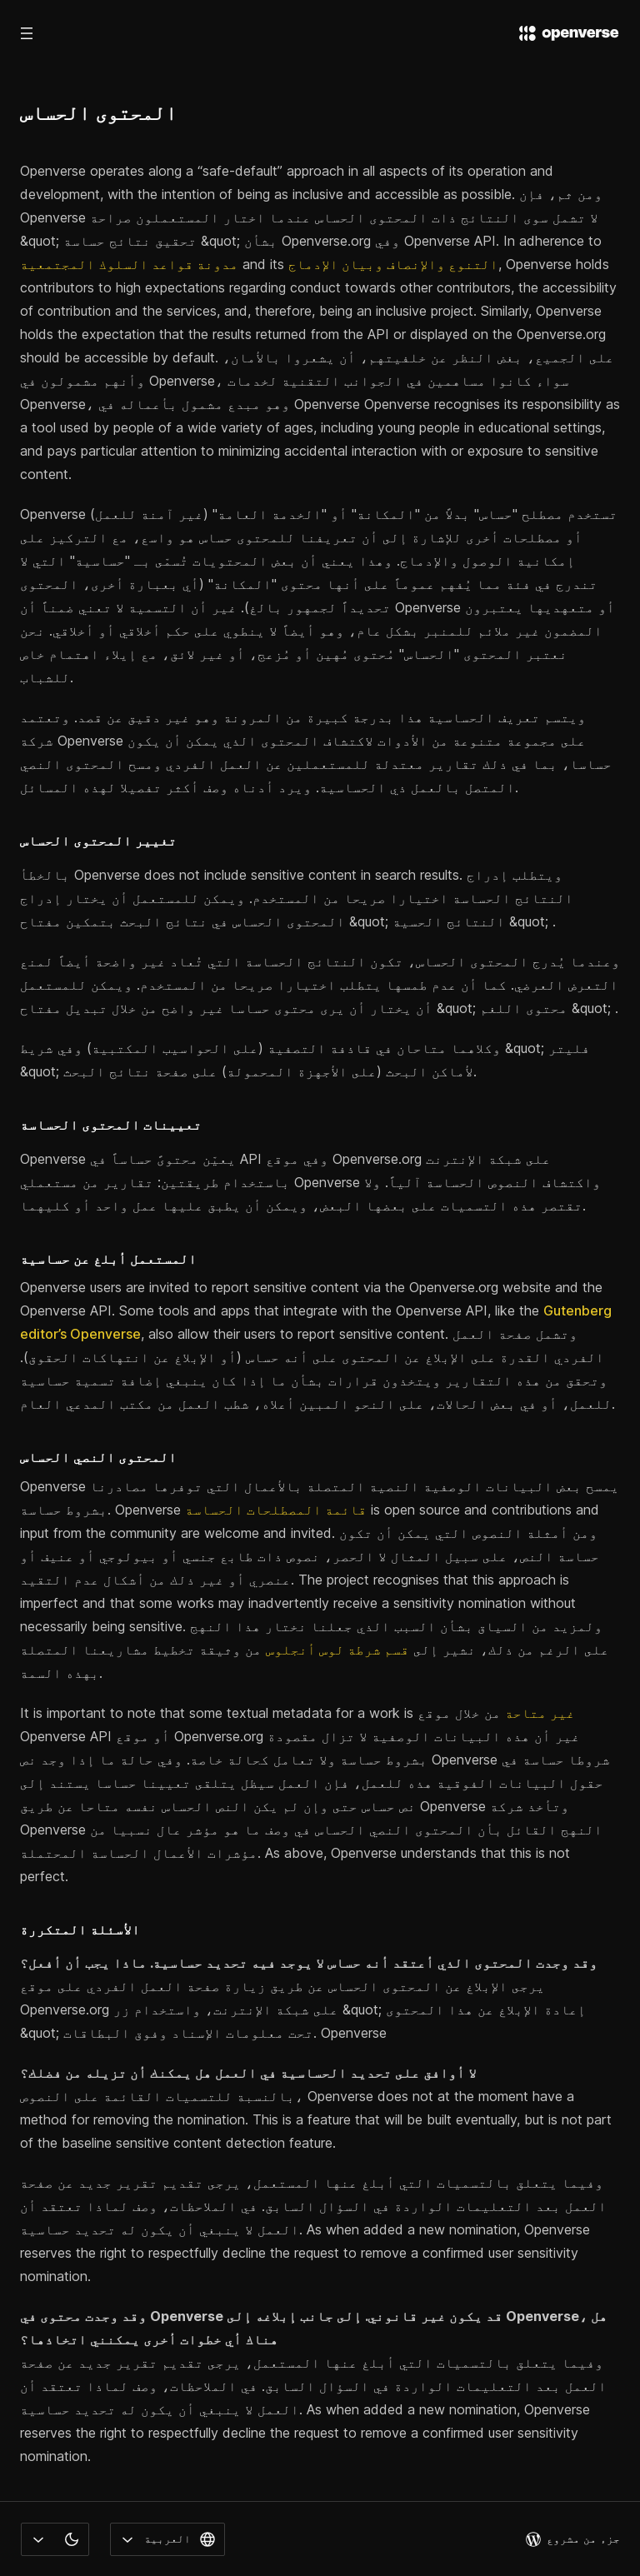 openverse
المحتوى الحساس
Openverse operates along a “safe-default” approach in all aspects of its operation and
development, with the intention of being as inclusive and accessible as possible. ومن ثم، فإن
Openverse لا تشمل سوى النتائج ذات المحتوى الحساس عندما اختار المستعملون صراحة
&quot; تحقيق نتائج حساسة &quot; بشأن Openverse.org وفي Openverse API. In adherence to
مدونة قواعد السلوك المجتمعية and its التنوع والإنصاف وبيان الإدماج, Openverse holds
contributors to high expectations regarding conduct towards other contributors, the accessibility
of contribution and the services, and, therefore, being an inclusive project. Similarly, Openverse
holds the expectation that the results returned from the API or displayed on the Openverse.org
should be accessible by default. على الجميع، بغض النظر عن خلفيتهم، أن يشعروا بالأمان،
وأنهم مشمولون في Openverse، سواء كانوا مساهمين في الجوانب التقنية لخدمات
Openverse، وهو مبدع مشمول بأعماله في Openverse Openverse recognises its responsibility as
a tool used by people of a wide variety of ages, including young people in educational settings,
and pays particular attention to minimizing accidental interaction with or exposure to sensitive
content.
Openverse تستخدم مصطلح "حساس" بدلاً من "المكانة" أو "الخدمة العامة" (غير آمنة للعمل)
أو مصطلحات أخرى للإشارة إلى أن تعريفنا للمحتوى حساس هو واسع، مع التركيز على
إمكانية الوصول والإدماج. وهذا يعني أن بعض المحتويات تُسمّى بـ "حساسية" التي لا
تندرج في فئة مما يُفهم عموماً على أنها محتوى "المكانة" (أي بعبارة أخرى، المحتوى
تحديداً لجمهور بالغ). غير أن التسمية لا تعني ضمناً أن Openverse أو متعهديها يعتبرون
المضمون غير ملائم للمنبر بشكل عام، وهو أيضاً لا ينطوي على حكم أخلاقي أو أخلاقي. نحن
نعتبر المحتوى "الحساس" مُحتوى مُهين أو مُزعج، أو غير لائق، مع إيلاء اهتمام خاص
للشباب.
ويتسم تعريف الحساسية هذا بدرجة كبيرة من المرونة وهو غير دقيق عن قصد. وتعتمد
شركة Openverse على مجموعة متنوعة من الأدوات لاكتشاف المحتوى الذي يمكن أن يكون
حساسا، بما في ذلك تقارير معتدلة للمستعملين عن العمل الفردي ومسح المحتوى النصي
المتصل بالعمل ذي الحساسية. ويرد أدناه وصف أكثر تفصيلا لهذه المسائل.
تغيير المحتوى الحساس
بالخطأ Openverse does not include sensitive content in search results. ويتطلب إدراج
النتائج الحساسة اختيارا صريحا من المستخدم. ويمكن للمستعمل أن يختار إدراج
المحتوى الحساس في نتائج البحث بتمكين مفتاح &quot; النتائج الحسية &quot; .
وعندما يُدرج المحتوى الحساس، تكون النتائج الحساسة التي تُعاد غير واضحة أيضاً لمنع
التعرض العرضي. كما أن عدم طمسها يتطلب اختيارا صريحا من المستخدم. ويمكن للمستعمل
أن يختار أن يرى محتوى حساسا غير واضح من خلال تبديل مفتاح &quot; محتوى اللغم &quot; .
وكلاهما متاحان في قاذفة التصفية (على الحواسيب المكتبية) وفي شريط &quot; فليتر
&quot; لأماكن البحث (على الأجهزة المحمولة) على صفحة نتائج البحث.
تعيينات المحتوى الحساسة
Openverse يعيّن محتوىً حساساً في API وفي موقع Openverse.org على شبكة الإنترنت
باستخدام طريقتين: تقارير من مستعملي Openverse واكتشاف النصوص الحساسة آلياً. ولا
تقتصر هذه التسميات على بعضها البعض، ويمكن أن يطبق عليها عمل واحد أو كليهما.
المستعمل أبلغ عن حساسية
Openverse users are invited to report sensitive content via the Openverse.org website and the
Openverse API. Some tools and apps that integrate with the Openverse API, like the Gutenberg
editor’s Openverse, also allow their users to report sensitive content. وتشمل صفحة العمل
الفردي القدرة على الإبلاغ عن المحتوى على أنه حساس (أو الإبلاغ عن انتهاكات الحقوق).
وتحقق من هذه التقارير ويتخذون قرارات بشأن ما إذا كان ينبغي إضافة تسمية حساسية
للعمل، أو في بعض الحالات، على النحو المبين أعلاه، شطب العمل من مكتب المدعي العام.
المحتوى النصي الحساس
Openverse يمسح بعض البيانات الوصفية النصية المتصلة بالأعمال التي توفرها مصادرنا
بشروط حساسة. Openverse قائمة المصطلحات الحساسة is open source and contributions and
input from the community are welcome and invited. ومن أمثلة النصوص التي يمكن أن تكون
حساسة النص، على سبيل المثال لا الحصر، نصوص ذات طابع جنسي أو بيولوجي أو عنيف أو
عنصري أو غير ذلك من أشكال عدم التقيد. The project recognises that this approach is
imperfect and that some works may inadvertently receive a sensitivity nomination without
necessarily being sensitive. ولمزيد من السياق بشأن السبب الذي جعلنا نختار هذا النهج
على الرغم من ذلك، نشير إلى قسم شرطة لوس أنجلوس من وثيقة تخطيط مشاريعنا المتصلة
بهذه السمة.
It is important to note that some textual metadata for a work is غير متاحة من خلال موقع
Openverse API أو موقع Openverse.org غير أن هذه البيانات الوصفية لا تزال مقصودة
بشروط حساسة ولا تعامل كحالة خاصة. وفي حالة ما إذا وجد نص Openverse شروطا حساسة في
حقول البيانات الفوقية هذه للعمل، فإن العمل سيظل يتلقى تعيينا حساسا يستند إلى
نص حساس حتى وإن لم يكن النص الحساس نفسه متاحا عن طريق Openverse وتأخذ شركة
Openverse النهج القائل بأن المحتوى النصي الحساس في وصف ما هو مؤشر عال نسبيا من
مؤشرات الأعمال الحساسة المحتملة. As above, Openverse understands that this is not
perfect.
الأسئلة المتكررة
وقد وجدت المحتوى الذي أعتقد أنه حساس لا يوجد فيه تحديد حساسية. ماذا يجب أن أفعل؟
يرجى الإبلاغ عن المحتوى الحساس عن طريق زيارة صفحة العمل الفردي على موقع
Openverse.org على شبكة الإنترنت، واستخدام زر &quot; إعادة الإبلاغ عن هذا المحتوى
&quot; تحت معلومات الإسناد وفوق البطاقات. Openverse
لا أوافق على تحديد الحساسية في العمل هل يمكنك أن تزيله من فضلك؟
بالنسبة للتسميات القائمة على النصوص، Openverse does not at the moment have a
method for removing the nomination. This is a feature that will be built eventually, but is not part
of the baseline sensitive content detection feature.
وفيما يتعلق بالتسميات التي أبلغ عنها المستعمل، يرجى تقديم تقرير جديد عن صفحة
العمل بعد التعليمات الواردة في السؤال السابق. في الملاحظات، وصف لماذا تعتقد أن
العمل لا ينبغي أن يكون له تحديد حساسية. As when added a new nomination, Openverse
reserves the right to respectfully decline the request to remove a confirmed user sensitivity
nomination.
وقد وجدت محتوى في Openverse قد يكون غير قانوني. إلى جانب إبلاغه إلى Openverse، هل
هناك أي خطوات أخرى يمكنني اتخاذها؟
وفيما يتعلق بالتسميات التي أبلغ عنها المستعمل، يرجى تقديم تقرير جديد عن صفحة
العمل بعد التعليمات الواردة في السؤال السابق. في الملاحظات، وصف لماذا تعتقد أن
العمل لا ينبغي أن يكون له تحديد حساسية. As when added a new nomination, Openverse
reserves the right to respectfully decline the request to remove a confirmed user sensitivity
nomination.
جزء من مشروع
العربية